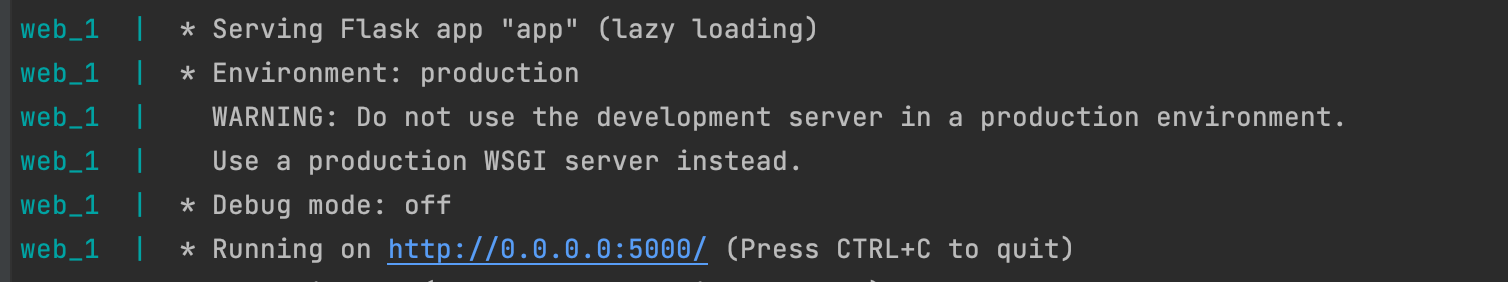 web_1 | * Serving Flask app "app" (lazy loading)
web_1 | * Environment: production
web_1 | WARNING: Do not use the development server in a production environment.
web_1 | Use a production WSGI server instead.
web_1 | * Debug mode: off
web_1 | * Running on http://0.0.0.0:5000/ (Press CTRL+C to quit)